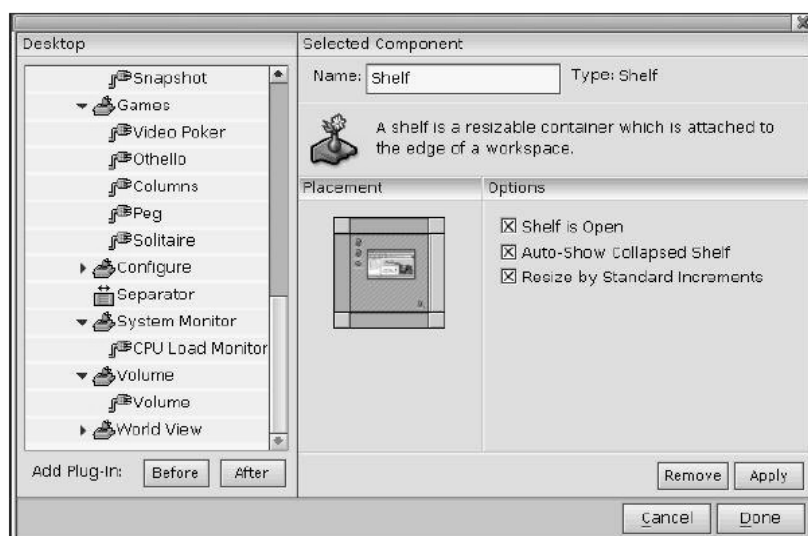 Desktop
Snapshot
Games
Video Poker
Othello
Columns
Peg
Solitaire
Configure
Separator
System Monitor
CPU Load Monitor
Volume
Volume
World View
Add Plug-In:
Before
After
Selected Component
Name:
Shelf
Type: Shelf
A shelf is a resizable container which is attached to
the edge of a workspace.
Placement
Options
Shelf is Open
Auto-Show Collapsed Shelf
Resize by Standard Increments
Remove
Apply
Cancel
Done